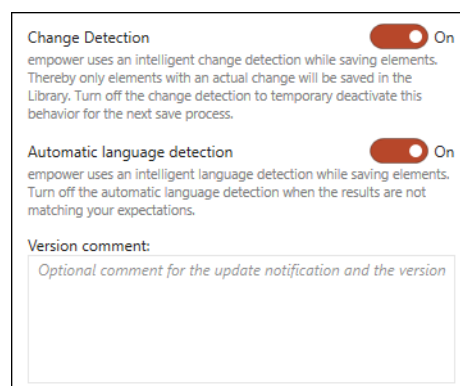 Change Detection On
empower uses an intelligent change detection while saving elements.
Thereby only elements with an actual change will be saved in the
Library. Turn off the change detection to temporary deactivate this
behavior for the next save process.
Automatic language detection On
empower uses an intelligent language detection while saving elements.
Turn off the automatic language detection when the results are not
matching your expectations.
Version comment:
Optional comment for the update notification and the version